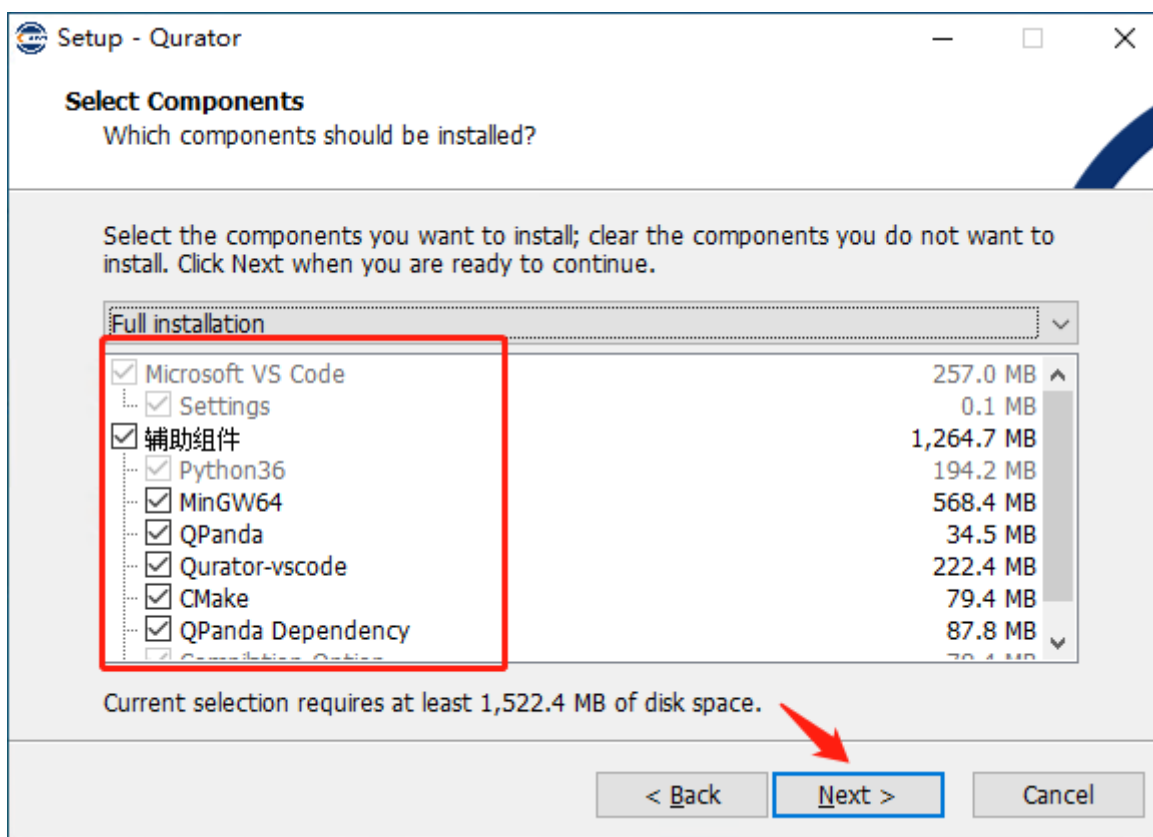 Setup - Qurator
Select Components
Which components should be installed?
Select the components you want to install; clear the components you do not want to
install. Click Next when you are ready to continue.
Full installation
Microsoft VS Code 257.0 MB
Settings 0.1 MB
辅助组件 1,264.7 MB
Python36 194.2 MB
MinGW64 568.4 MB
QPanda 34.5 MB
Qurator-vscode 222.4 MB
CMake 79.4 MB
QPanda Dependency 87.8 MB
Current selection requires at least 1,522.4 MB of disk space.
< Back Next > Cancel